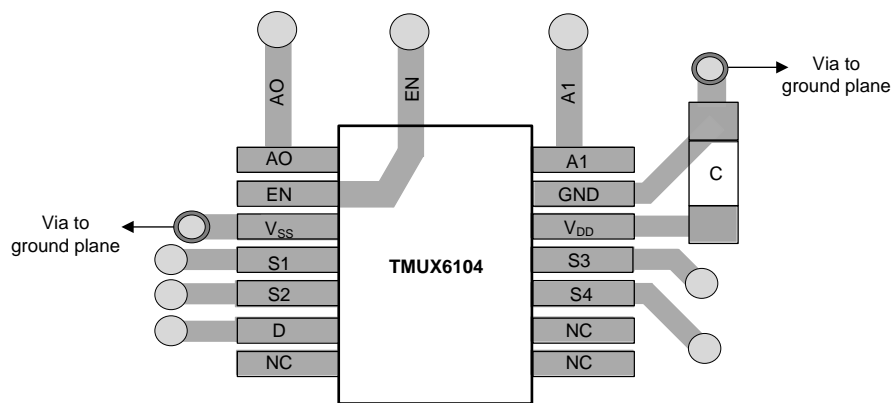 AO
EN
A1
Via to
ground plane
AO
A1
C
EN
GND
Via to
ground plane
VSS
VDD
S1
TMUX6104
S3
S2
S4
D
NC
NC
NC